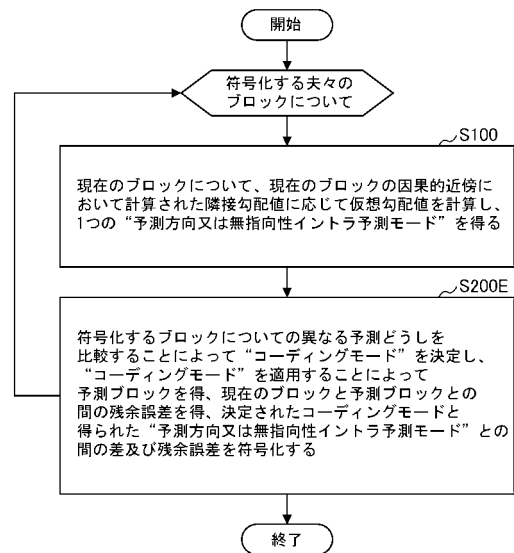 開始
符号化する夫々の
ブロックについて
S100
現在のブロックについて、現在のブロックの因果的近傍に
おいて計算された隣接勾配値に応じて仮想勾配値を計算し、
1つの“予測方向又は無指向性イントラ予測モード”を得る
S200E
符号化するブロックについての異なる予測どうしを
比較することによって“コーディングモード”を決定し、
“コーディングモード”を適用することによって
予測ブロックを得、現在のブロックと予測ブロックとの
間の残余誤差を得、決定されたコーディングモードと
得られた“予測方向又は無指向性イントラ予測モード”との
間の差及び残余誤差を符号化する
終了